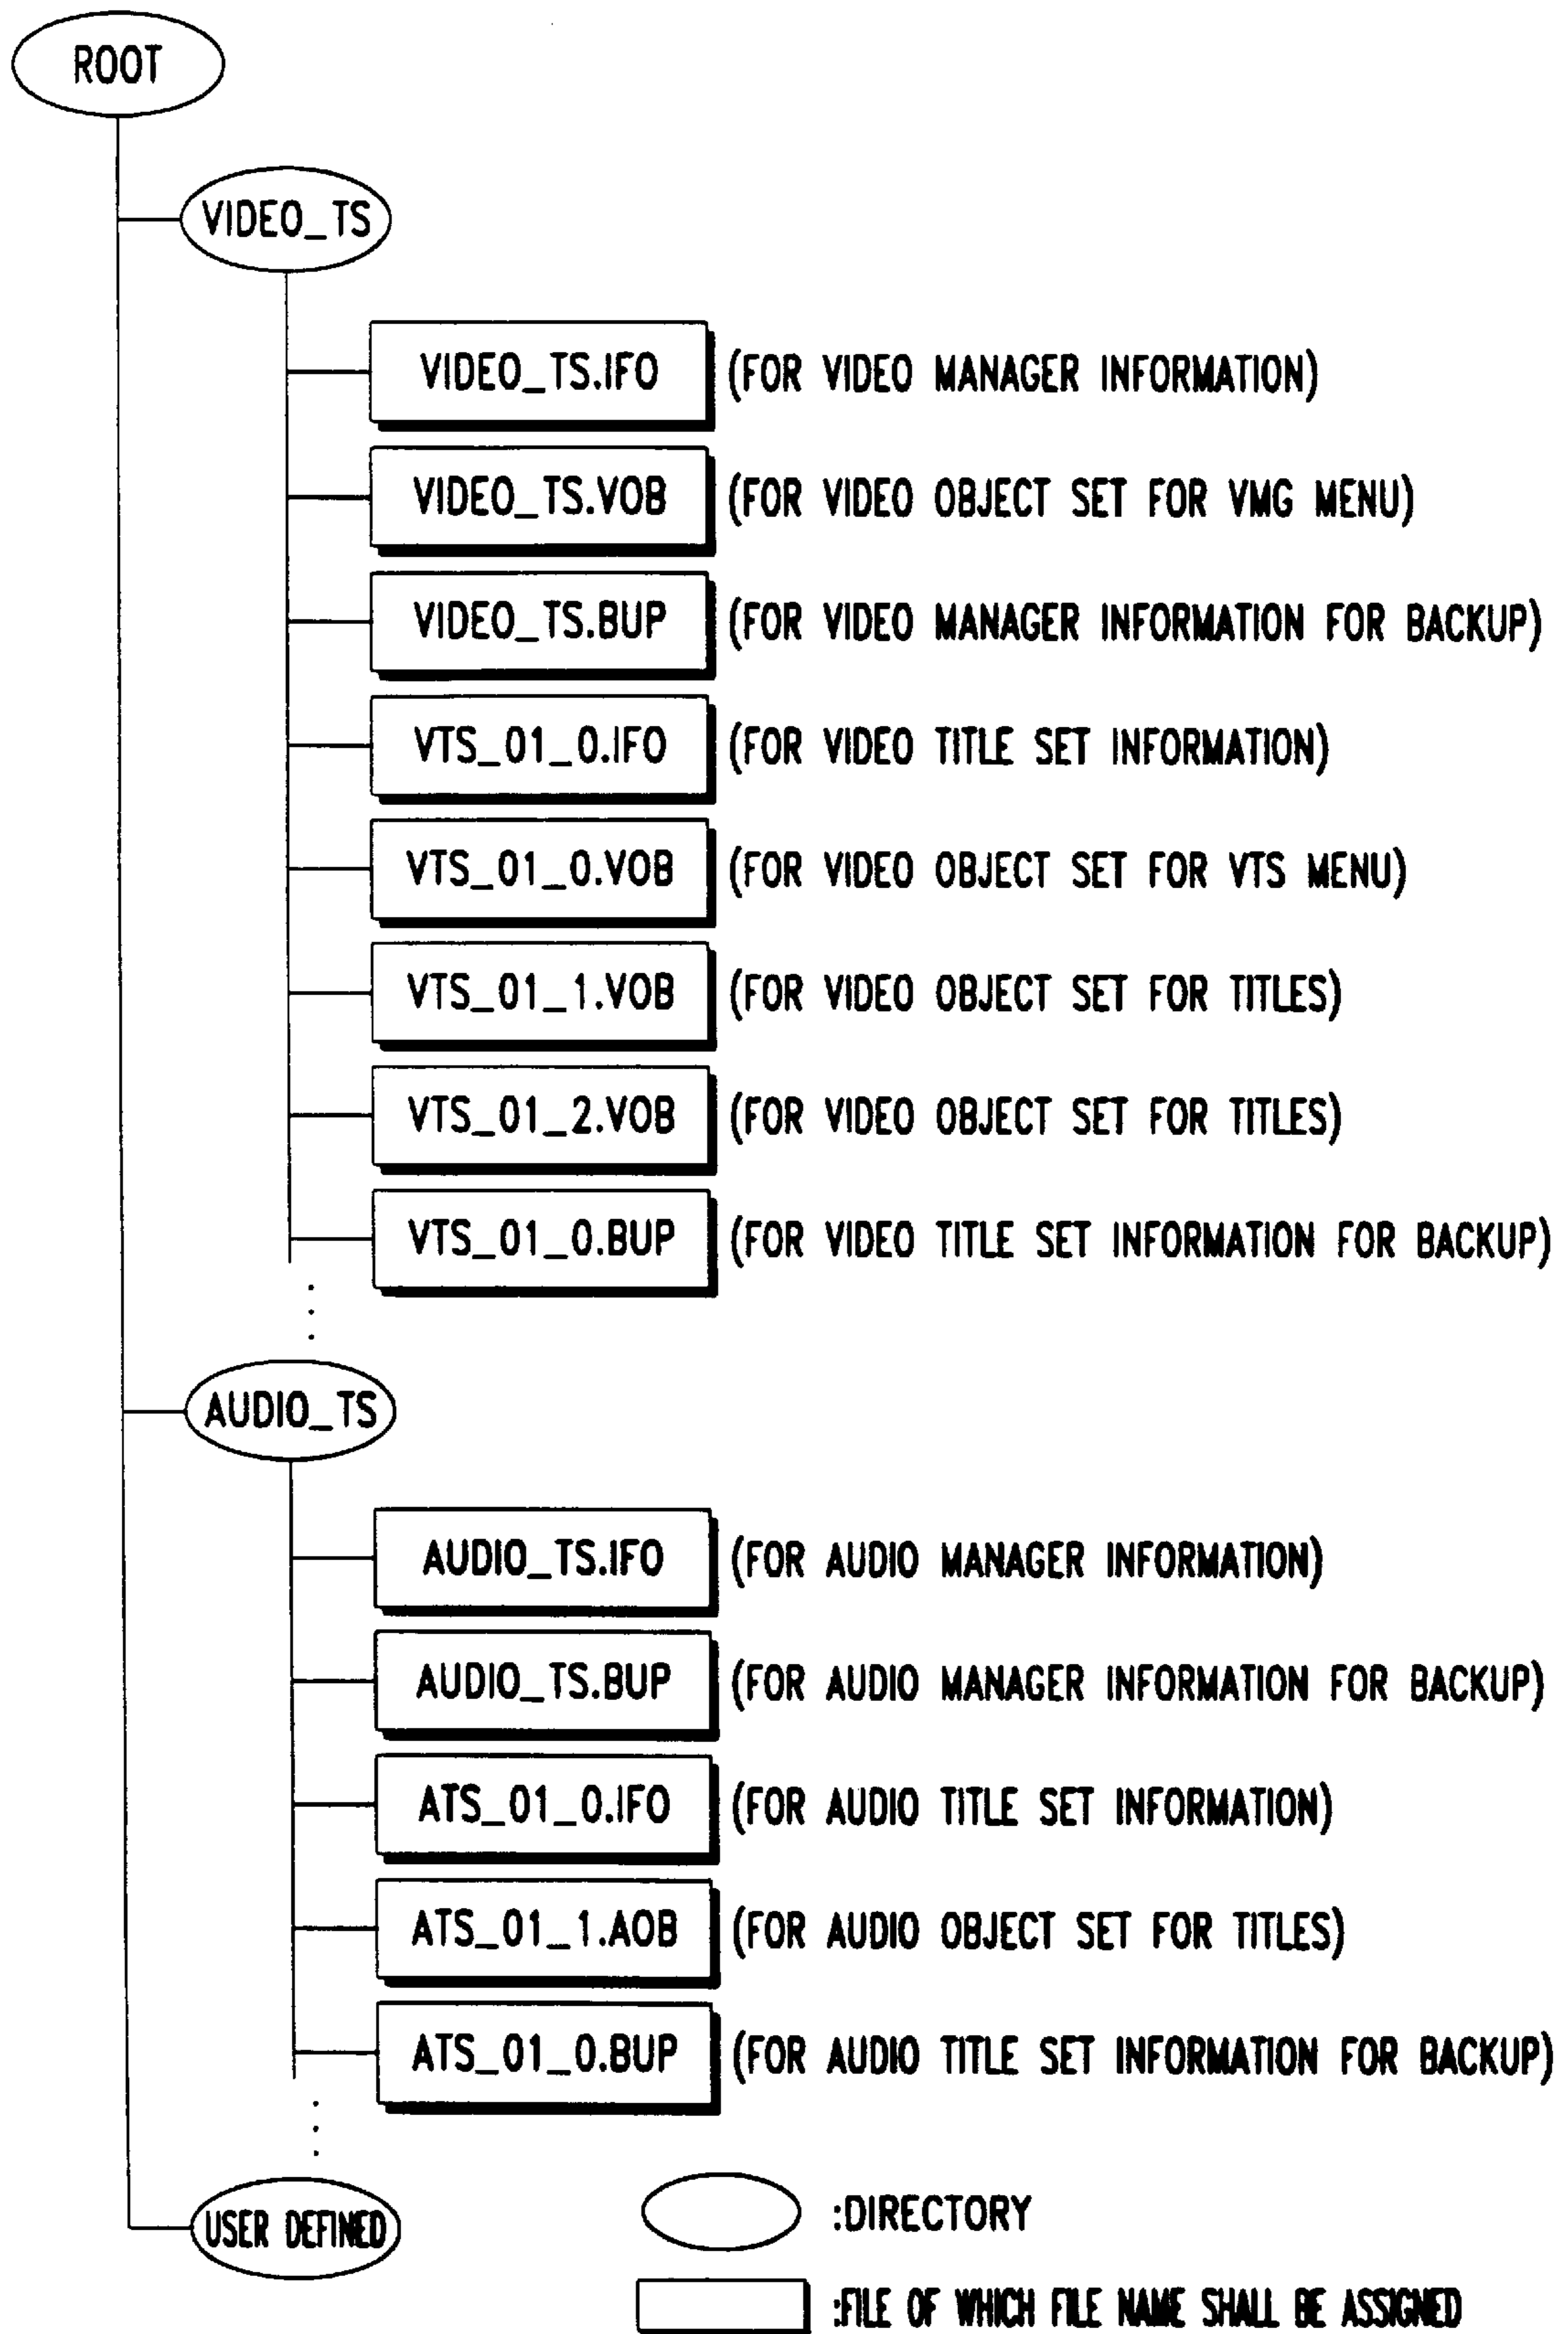 ROOT
VIDEO_TS
VIDEO_TS.IFO (FOR VIDEO MANAGER INFORMATION)
VIDEO_TS.VOB (FOR VIDEO OBJECT SET FOR VMG MENU)
VIDEO_TS.BUP (FOR VIDEO MANAGER INFORMATION FOR BACKUP)
VTS_01_0.IFO (FOR VIDEO TITLE SET INFORMATION)
VTS_01_0.VOB (FOR VIDEO OBJECT SET FOR VTS MENU)
VTS_01_1.VOB (FOR VIDEO OBJECT SET FOR TITLES)
VTS_01_2.VOB (FOR VIDEO OBJECT SET FOR TITLES)
VTS_01_0.BUP (FOR VIDEO TITLE SET INFORMATION FOR BACKUP)
AUDIO_TS
AUDIO_TS.IFO (FOR AUDIO MANAGER INFORMATION)
AUDIO_TS.BUP (FOR AUDIO MANAGER INFORMATION FOR BACKUP)
ATS_01_0.IFO (FOR AUDIO TITLE SET INFORMATION)
ATS_01_1.AOB (FOR AUDIO OBJECT SET FOR TITLES)
ATS_01_0.BUP (FOR AUDIO TITLE SET INFORMATION FOR BACKUP)
USER DEFINED
:DIRECTORY
:FILE OF WHICH FILE NAME SHALL BE ASSIGNED